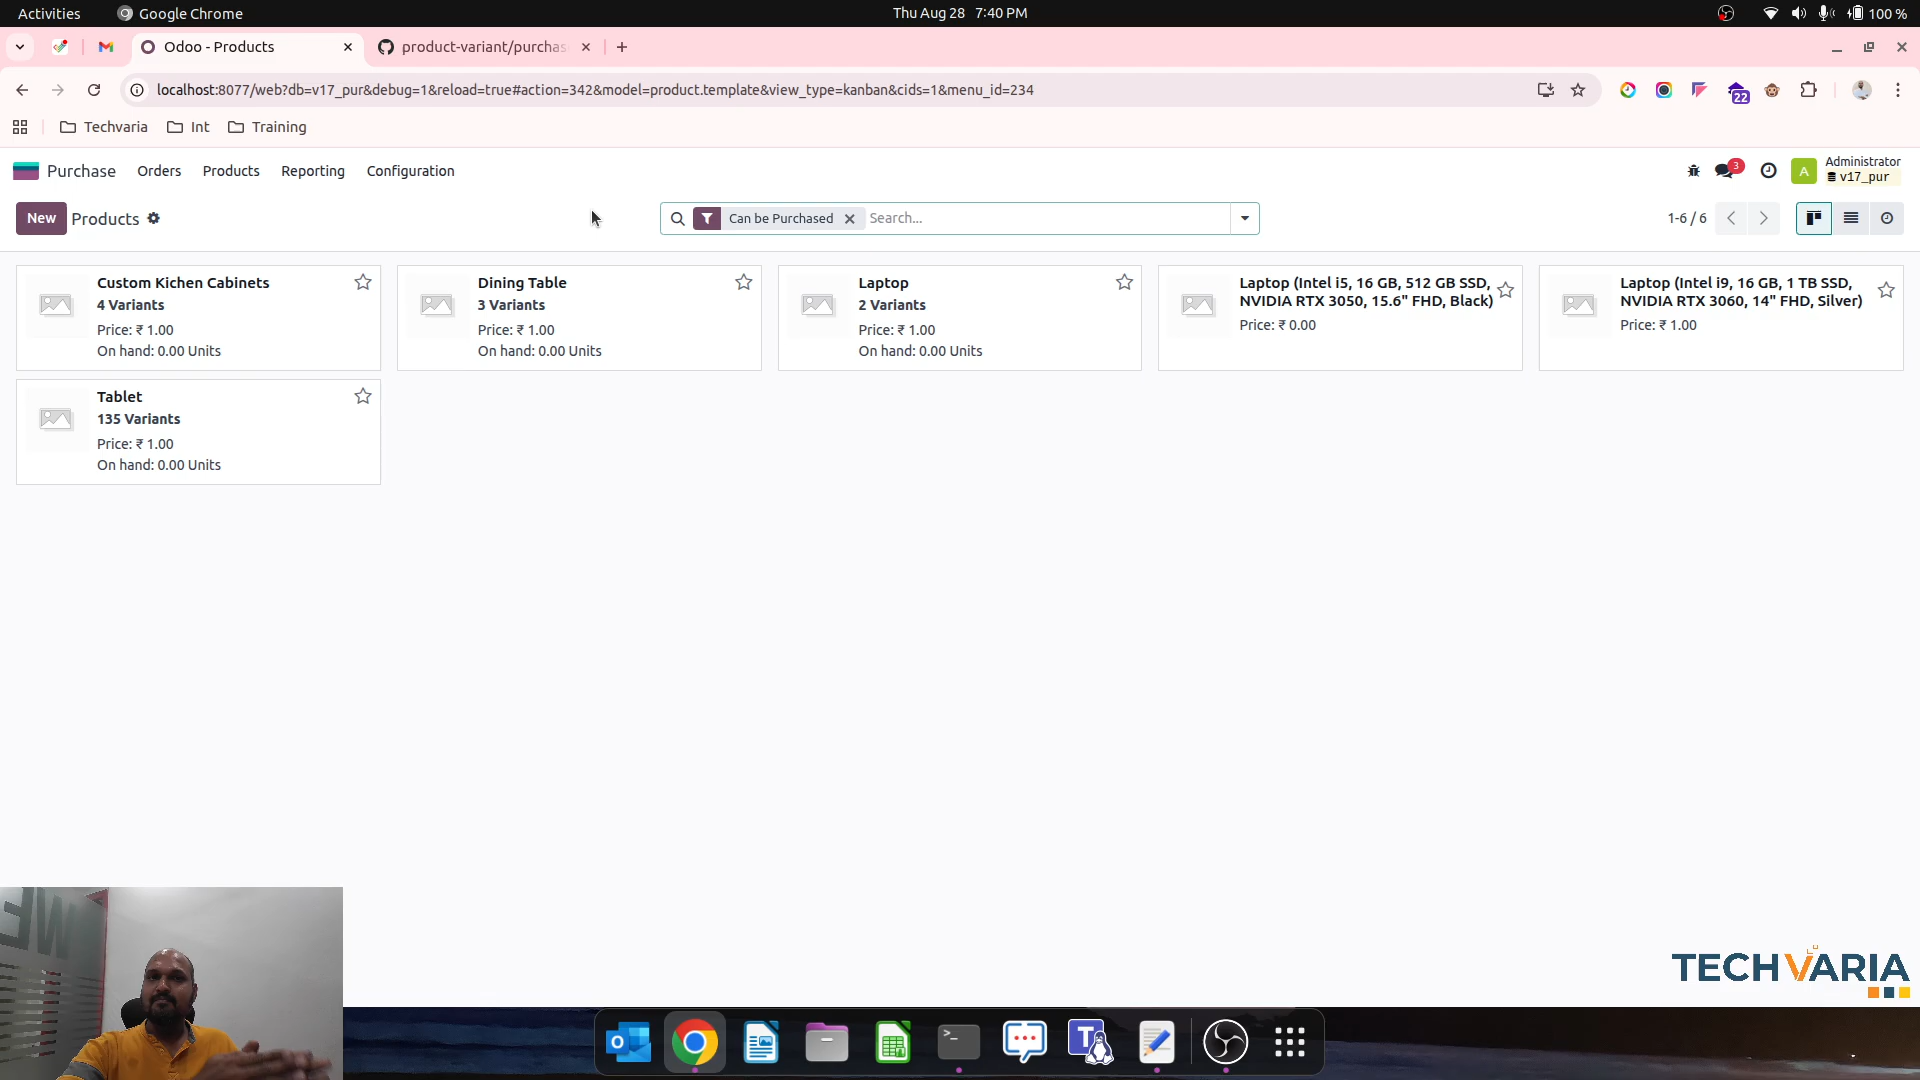 Activities Google Chrome Thu Aug 28 7:40 PM 100 %
Odoo - Products product-variant/purchas
localhost:8077/web?db=v17_pur&debug=1&reload=true#action=342&model=product.template&view_type=kanban&cids=1&menu_id=234 22
Techvaria Int Training
Purchase Orders Products Reporting Configuration 3 A Administrator
v17_pur
New Products Can be Purchased Search... 1-6 / 6
Custom Kichen Cabinets
4 Variants
Price: ₹ 1.00
On hand: 0.00 Units
Dining Table
3 Variants
Price: ₹ 1.00
On hand: 0.00 Units
Laptop
2 Variants
Price: ₹ 1.00
On hand: 0.00 Units
Laptop (Intel i5, 16 GB, 512 GB SSD,
NVIDIA RTX 3050, 15.6" FHD, Black)
Price: ₹ 0.00
Laptop (Intel i9, 16 GB, 1 TB SSD,
NVIDIA RTX 3060, 14" FHD, Silver)
Price: ₹ 1.00
Tablet
135 Variants
Price: ₹ 1.00
On hand: 0.00 Units
TECHVARIA